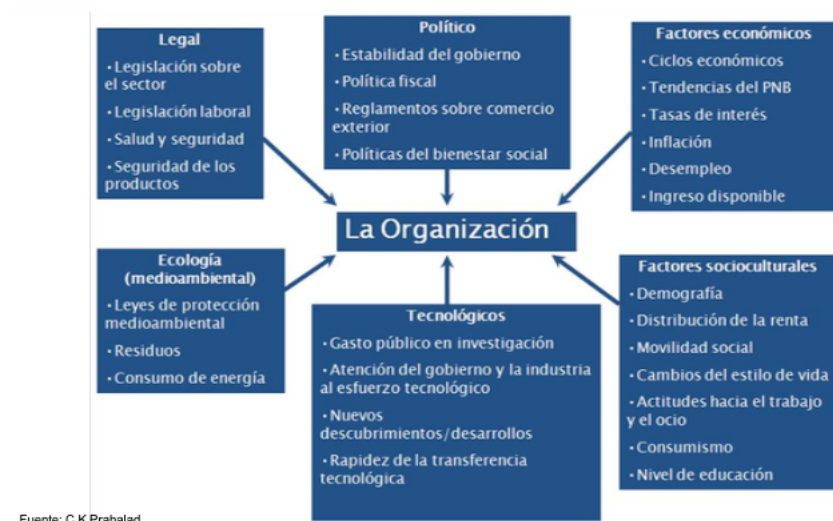 Legal
•Legislación sobre
el sector
•Legislación laboral
•Salud y seguridad
•Seguridad de los
productos
Político
•Estabilidad del gobierno
•Política fiscal
•Reglamentos sobre comercio
exterior
•Políticas del bienestar social
Factores económicos
•Ciclos económicos
•Tendencias del PNB
•Tasas de interés
•Inflación
•Desempleo
•Ingreso disponible
La Organización
Ecología
(medioambiental)
•Leyes de protección
medioambiental
•Residuos
•Consumo de energía
Tecnológicos
•Gasto público en investigación
•Atención del gobierno y la industria
al esfuerzo tecnológico
•Nuevos
descubrimientos/desarrollos
•Rapidez de la transferencia
tecnológica
Factores socioculturales
•Demografía
•Distribución de la renta
•Movilidad social
•Cambios del estilo de vida
•Actitudes hacia el trabajo
y el ocio
•Consumismo
•Nivel de educación
Fuente: C.K Prahalad